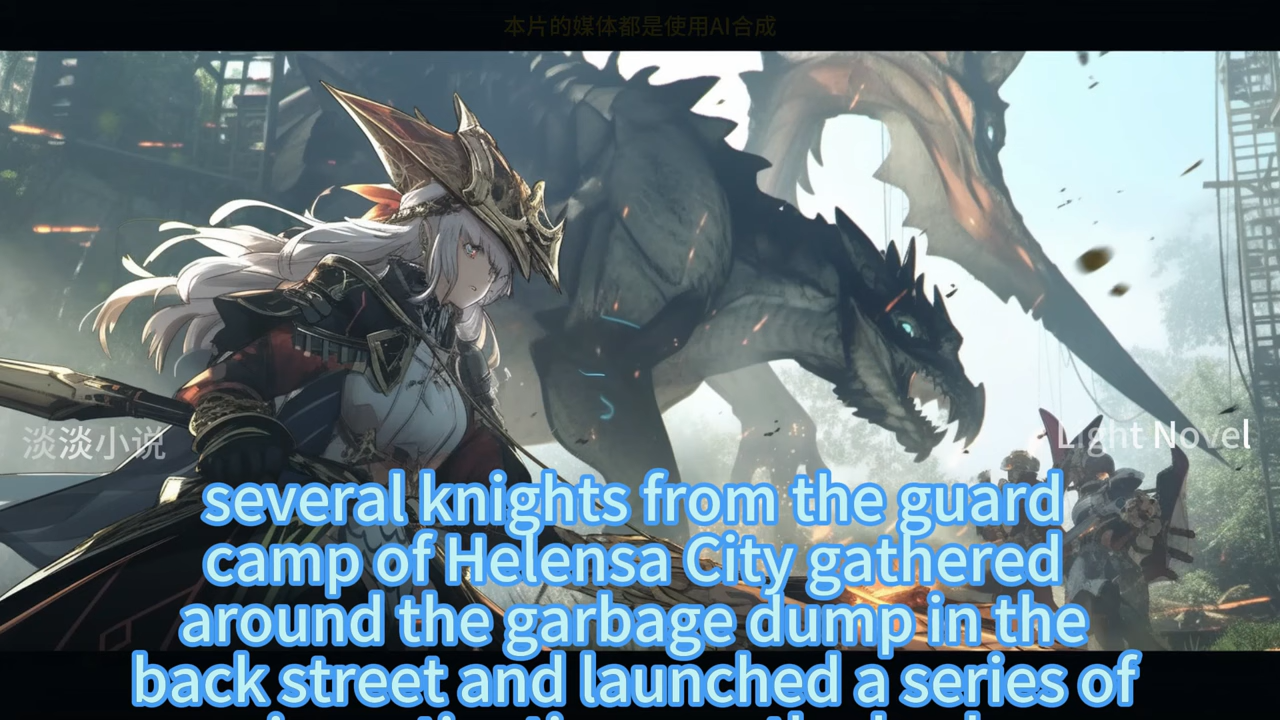 本片的媒体都是使用AI合成
淡淡小说
Light Novel
several knights from the guard
camp of Helensa City gathered
around the garbage dump in the
back street and launched a series of